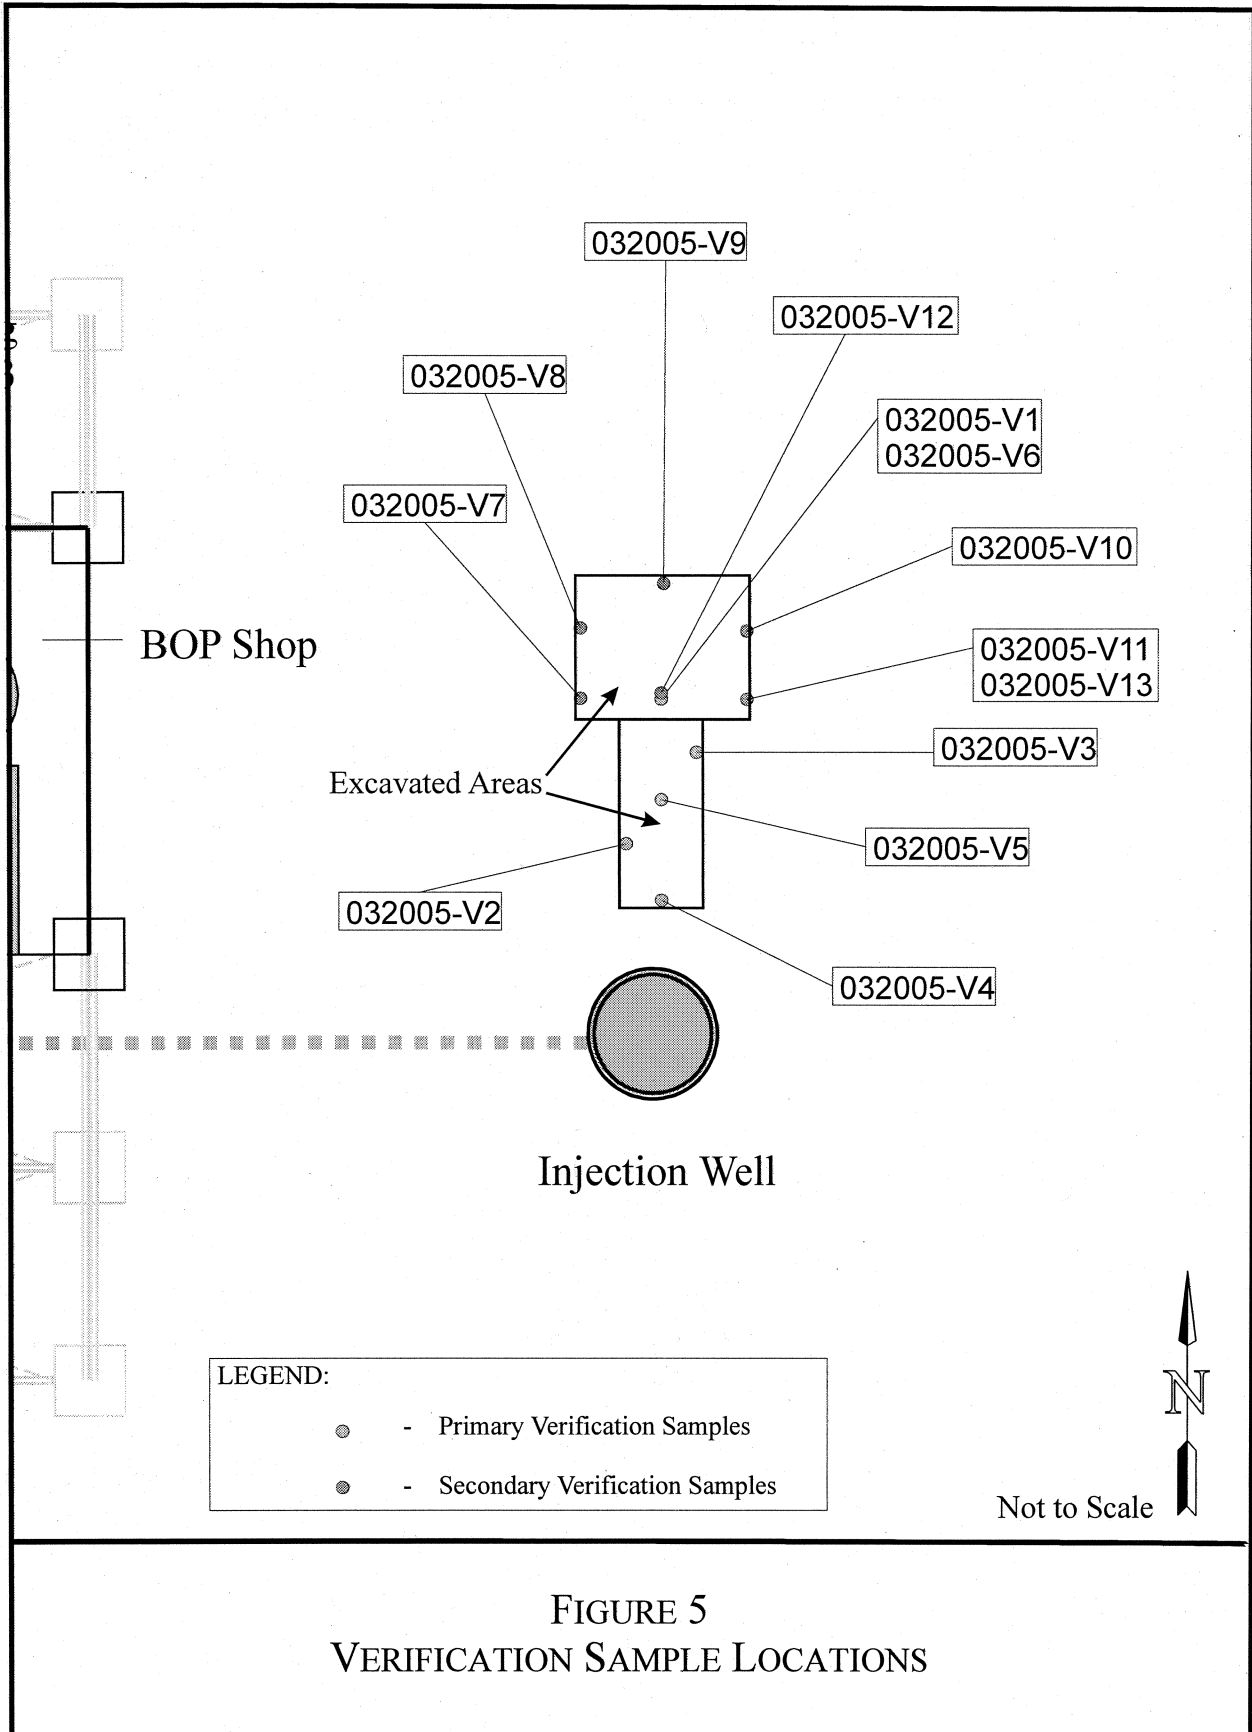 032005-V9
032005-V12
032005-V8
032005-V1
032005-V6
032005-V7
032005-V10
BOP Shop
032005-V11
032005-V13
032005-V3
Excavated Areas
032005-V5
032005-V2
032005-V4
Injection Well
LEGEND:
- Primary Verification Samples
- Secondary Verification Samples
N
Not to Scale
FIGURE 5
VERIFICATION SAMPLE LOCATIONS